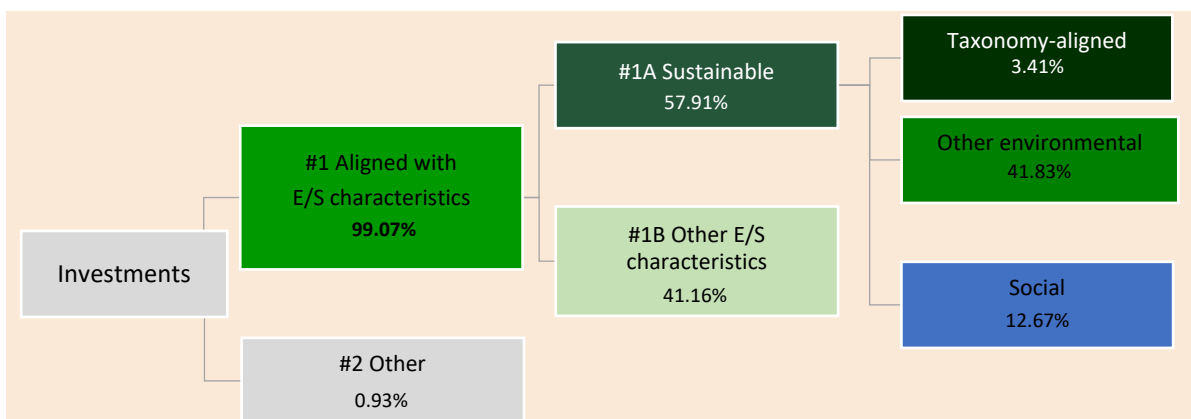 Investments
#1 Aligned with
E/S characteristics
99.07%
#2 Other
0.93%
#1A Sustainable
57.91%
#1B Other E/S
characteristics
41.16%
Taxonomy-aligned
3.41%
Other environmental
41.83%
Social
12.67%